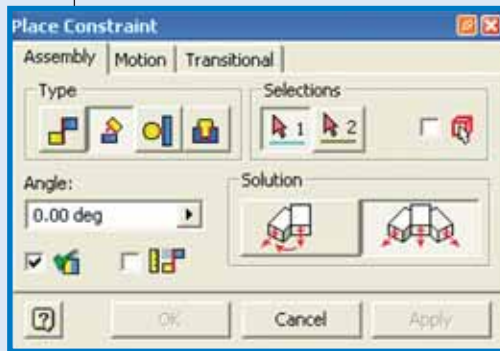 Place Constraint
Assembly Motion Transitional
Type Selections
1 2
Angle: Solution
0.00 deg
? OK Cancel Apply